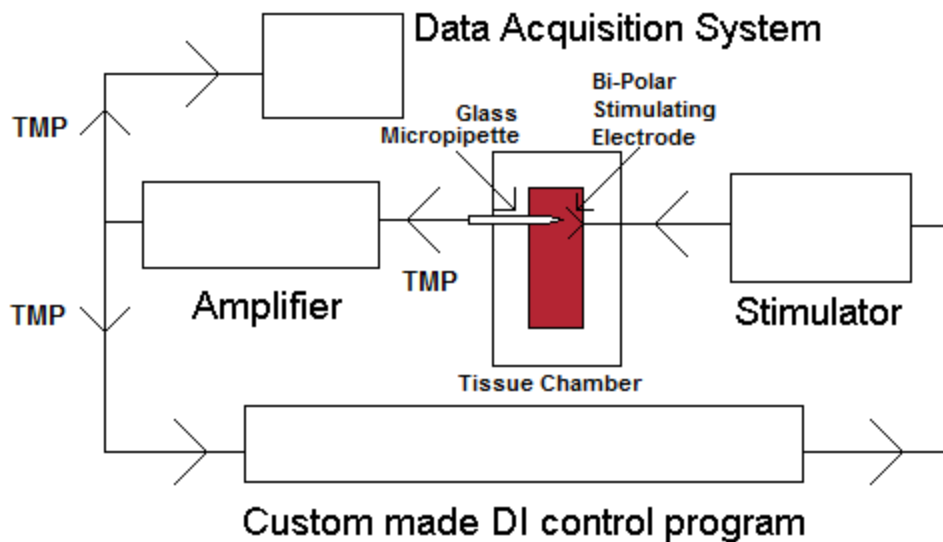 Data Acquisition System
Bi-Polar
Stimulating
Electrode
Glass
Micropipette
TMP
TMP
TMP
Amplifier
Stimulator
Tissue Chamber
Custom made DI control program